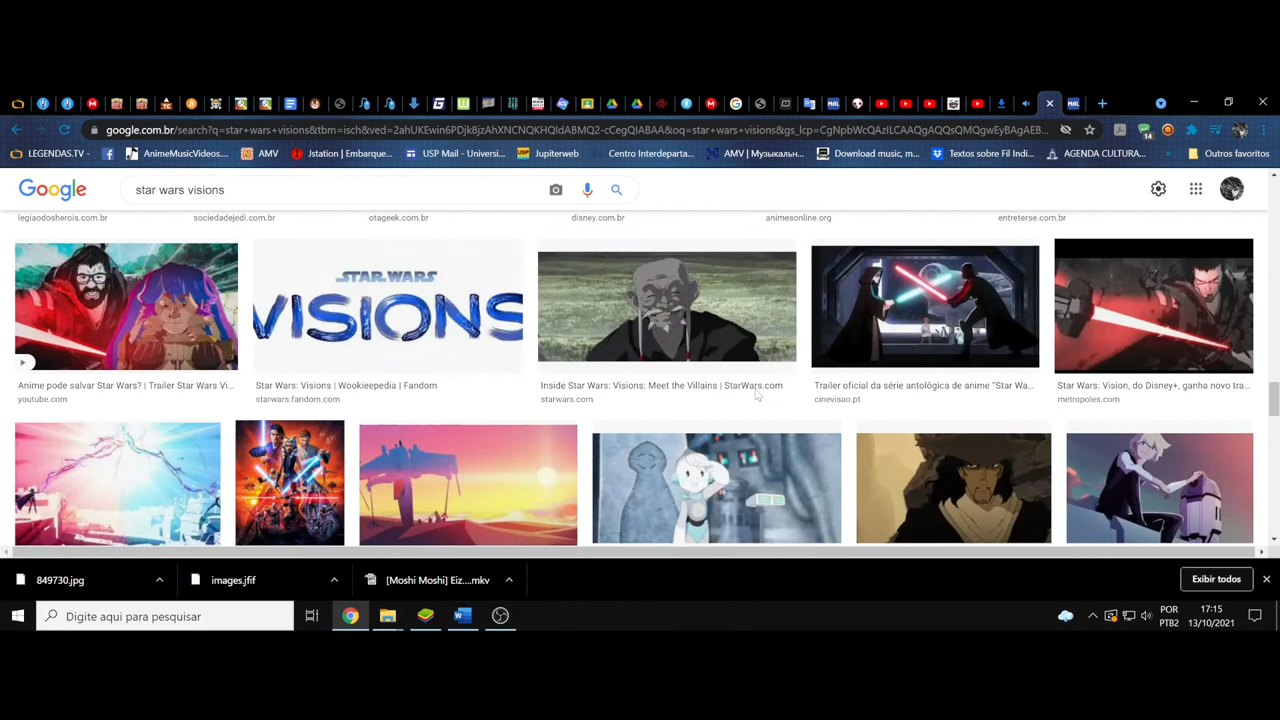 google.com.br/search?q=star+wars+visions&tbm=isch&ved=2ahUKEwin6PDjk8jzAhXNCNQKHQIdABMQ2-cCegQIABAA&oq=star+wars+visions&gs_lcp=CgNpbWcQAzILCAAQgAQQsQMQgwEyBAgAEB...
LEGENDAS.TV -
AnimeMusicVideos....
AMV
Jstation | Embarque...
USP Mail - Universi...
Jupiterweb
Centro Interdeparta...
AMV | Музыкальн...
Download music, m...
Textos sobre Fil Indi...
AGENDA CULTURA...
Outros favoritos
Google
star wars visions
legiaodosherois.com.br
sociedadejedi.com.br
otageek.com.br
disney.com.br
animesonline.org
entreterse.com.br
STAR WARS
VISIONS
Anime pode salvar Star Wars? | Trailer Star Wars Vi...
youtube.com
Star Wars: Visions | Wookieepedia | Fandom
starwars.fandom.com
Inside Star Wars: Visions: Meet the Villains | StarWars.com
starwars.com
Trailer oficial da série antológica de anime "Star Wa...
cinevisao.pt
Star Wars: Vision, do Disney+, ganha novo tra...
metropoles.com
849730.jpg
images.jfif
[Moshi Moshi] Eiz....mkv
Exibir todos
Digite aqui para pesquisar
POR
PTB2
17:15
13/10/2021